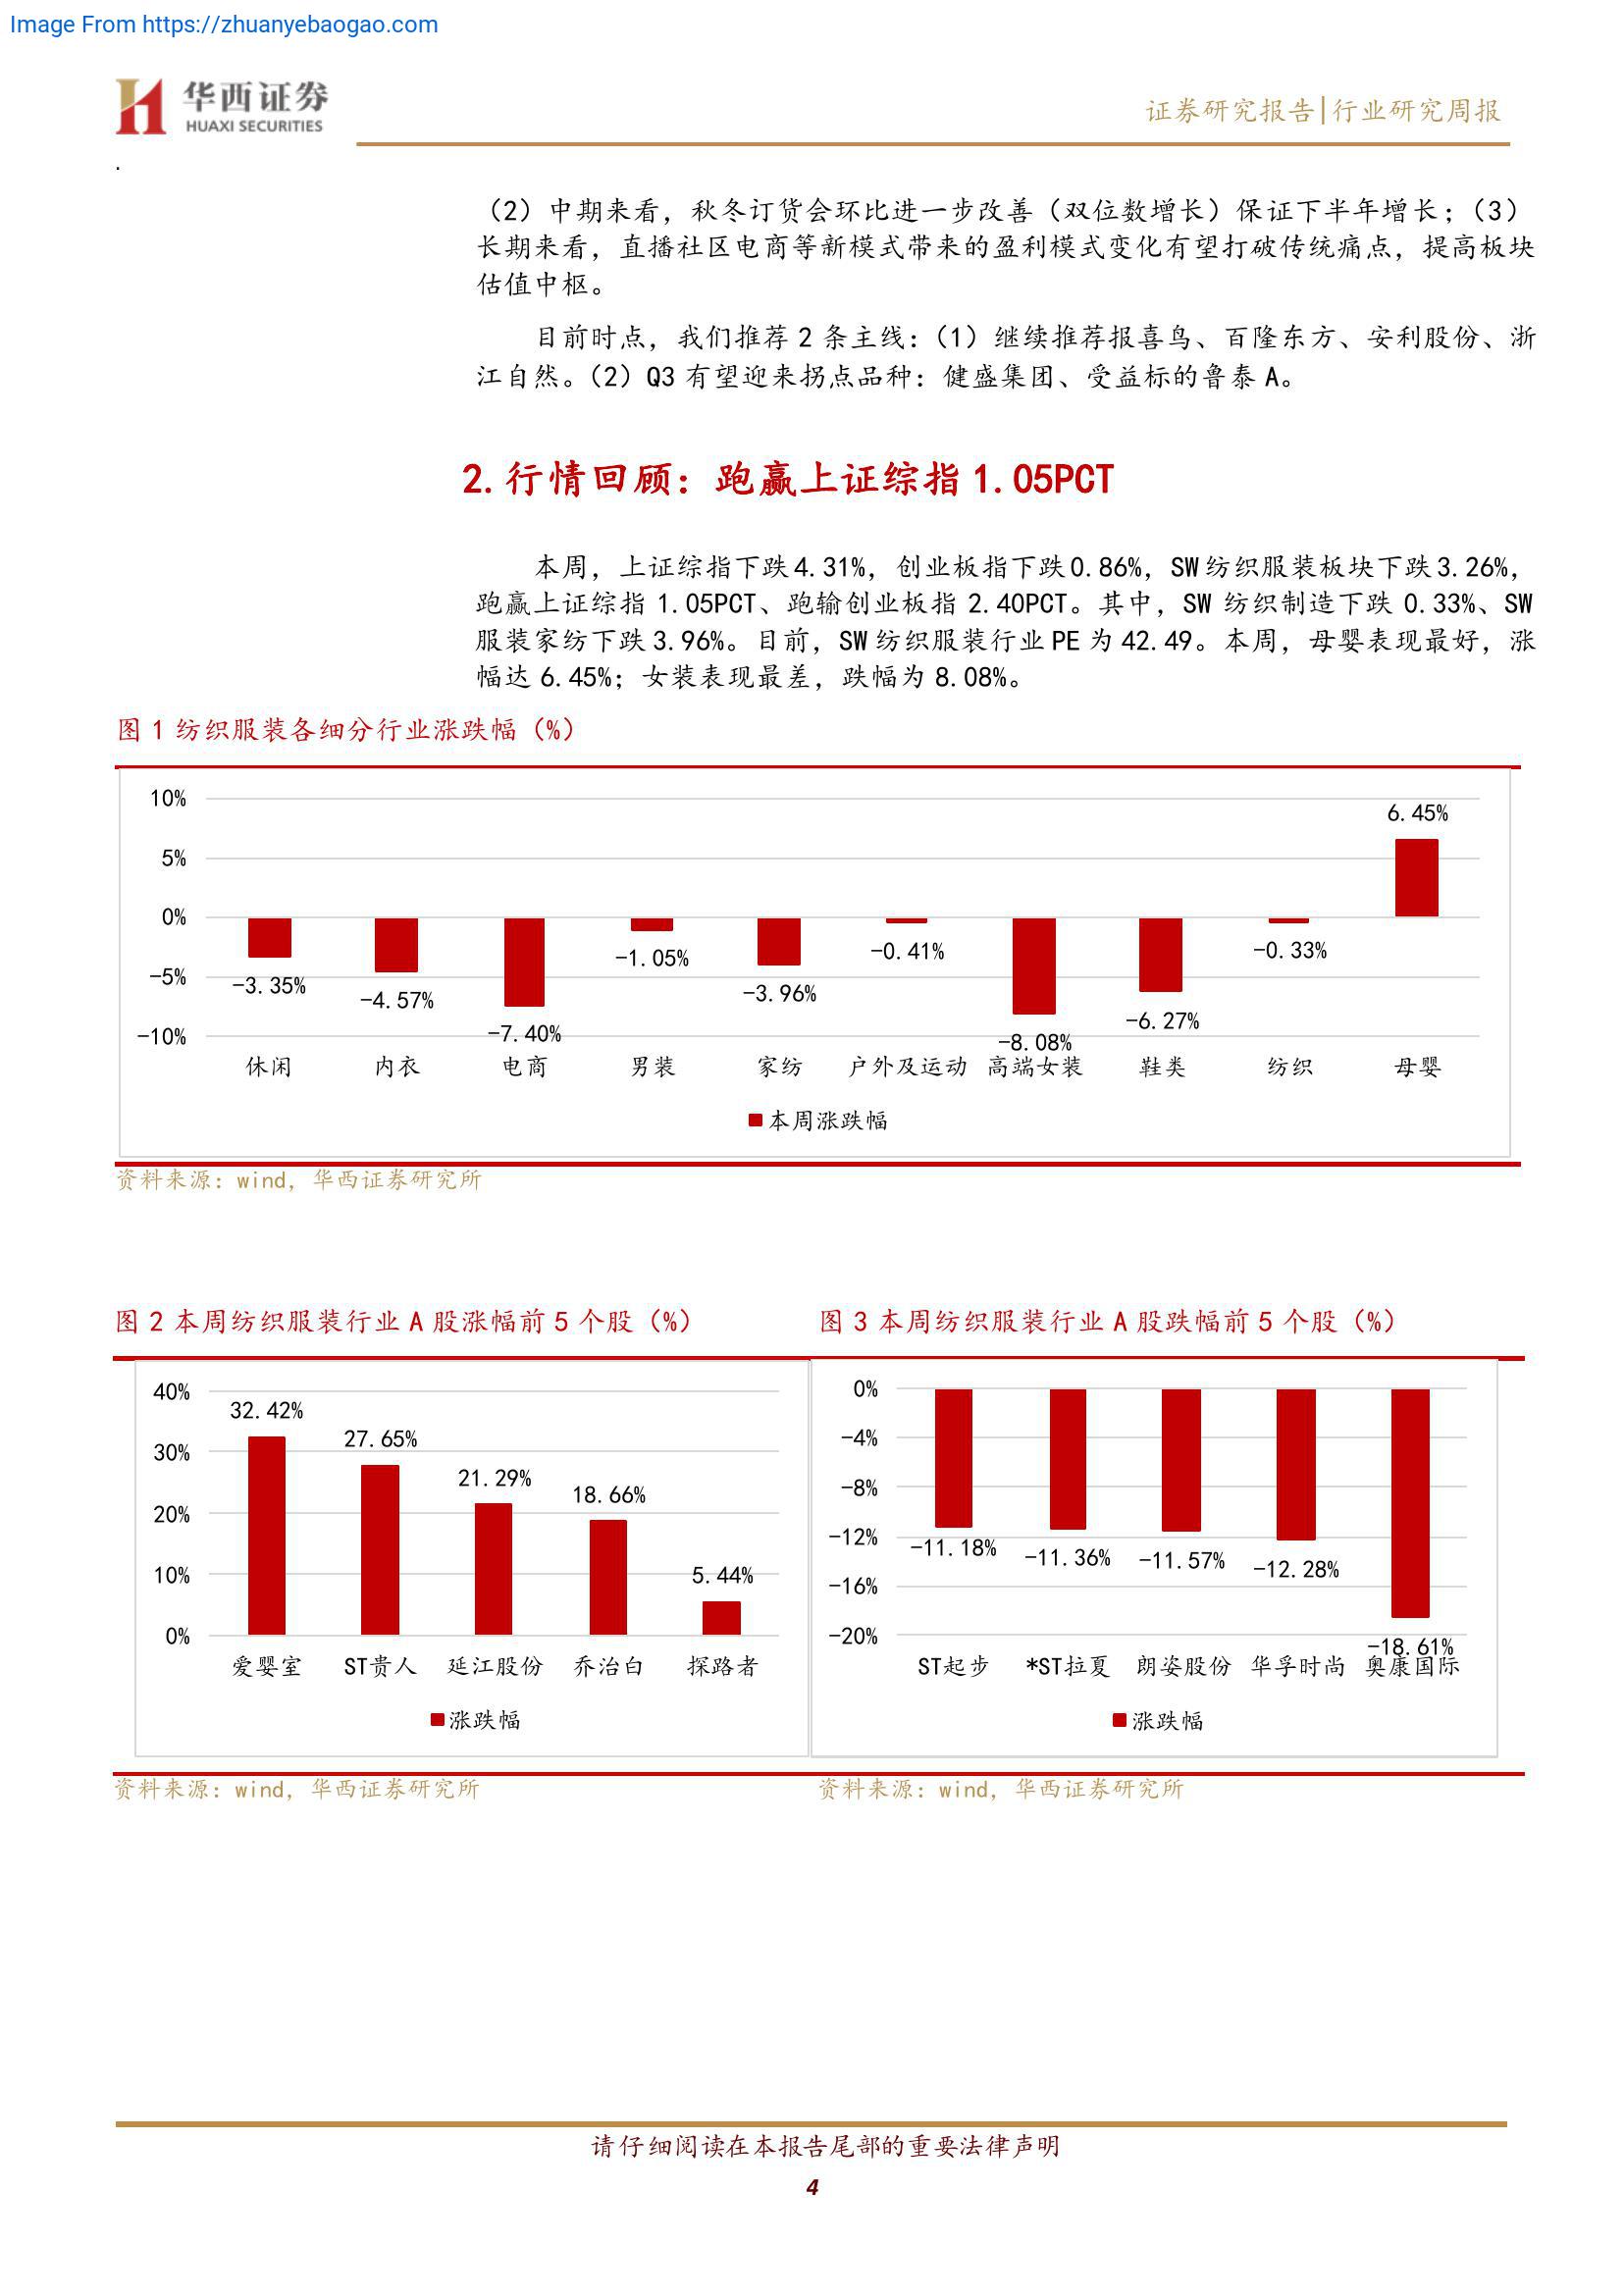 Image From https://zhuanyebaogao.com
华西证券
HUAXI SECURITIES
证券研究报告|行业研究周报
.
（2）中期来看，秋冬订货会环比进一步改善（双位数增长）保证下半年增长；（3）
长期来看，直播社区电商等新模式带来的盈利模式变化有望打破传统痛点，提高板块
估值中枢。
目前时点，我们推荐 2 条主线：（1）继续推荐报喜鸟、百隆东方、安利股份、浙
江自然。（2）Q3 有望迎来拐点品种：健盛集团、受益标的鲁泰 A。
2.行情回顾：跑赢上证综指 1.05PCT
本周，上证综指下跌 4.31%，创业板指下跌 0.86%，SW 纺织服装板块下跌 3.26%，
跑赢上证综指 1.05PCT、跑输创业板指 2.40PCT。其中，SW 纺织制造下跌 0.33%、SW
服装家纺下跌 3.96%。目前，SW 纺织服装行业 PE 为 42.49。本周，母婴表现最好，涨
幅达 6.45%；女装表现最差，跌幅为 8.08%。
图 1 纺织服装各细分行业涨跌幅（%）
10%
5%
0%
-5%
-10%
-3.35%
-4.57%
-7.40%
-1.05%
-3.96%
-0.41%
-8.08%
-6.27%
-0.33%
6.45%
休闲 内衣 电商 男装 家纺 户外及运动 高端女装 鞋类 纺织 母婴
本周涨跌幅
资料来源：wind，华西证券研究所
图 2 本周纺织服装行业 A 股涨幅前 5 个股（%）
40%
30%
20%
10%
0%
32.42%
27.65%
21.29%
18.66%
5.44%
爱婴室 ST贵人 延江股份 乔治白 探路者
涨跌幅
资料来源：wind，华西证券研究所
图 3 本周纺织服装行业 A 股跌幅前 5 个股（%）
0%
-4%
-8%
-12%
-16%
-20%
-11.18%
-11.36%
-11.57%
-12.28%
-18.61%
ST起步 *ST拉夏 朗姿股份 华孚时尚 奥康国际
涨跌幅
资料来源：wind，华西证券研究所
请仔细阅读在本报告尾部的重要法律声明
4